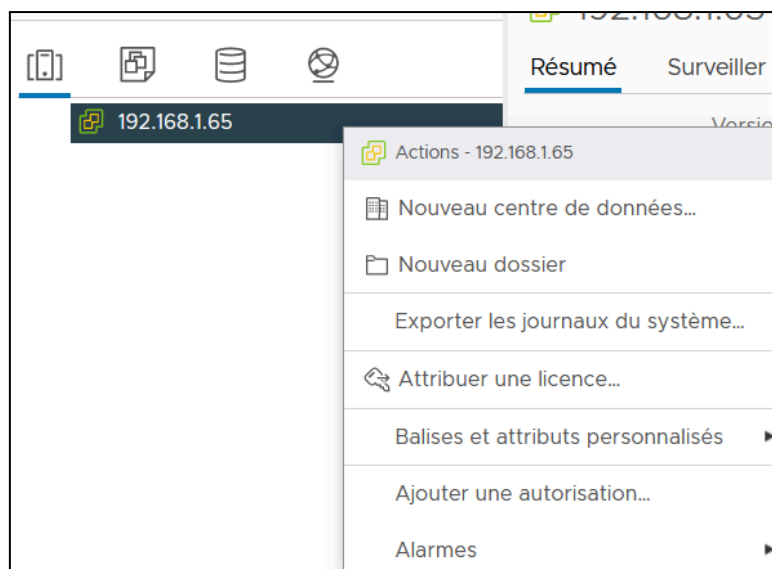 192.168.1.65
Résumé Surveiller
192.168.1.65
Versio
Actions - 192.168.1.65
Nouveau centre de données...
Nouveau dossier
Exporter les journaux du système...
Attribuer une licence...
Balises et attributs personnalisés
Ajouter une autorisation...
Alarmes